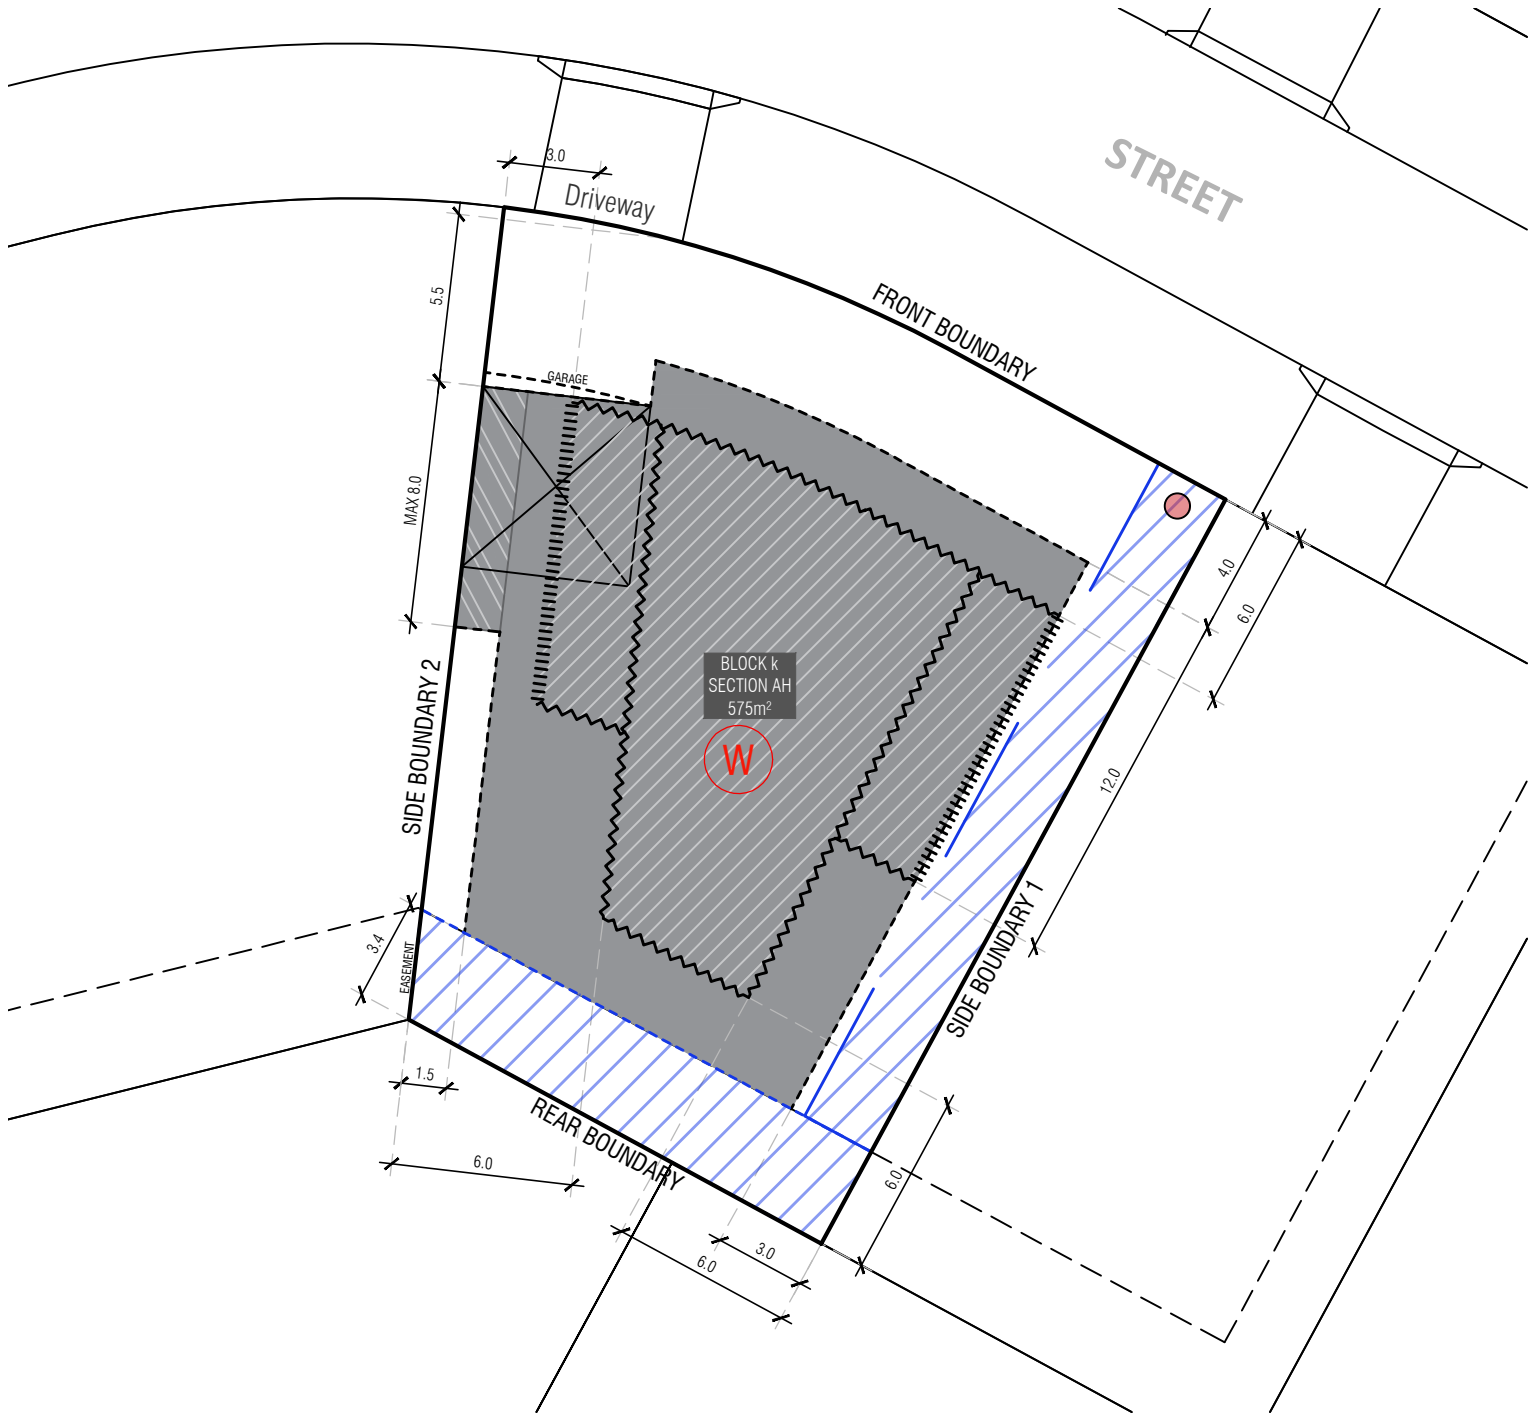 STREET
3.0
Driveway
5.5
FRONT BOUNDARY
GARAGE
MAX 8.0
4.0
6.0
BLOCK k
SECTION AH
575m²
W
SIDE BOUNDARY 2
12.0
3.4
EASEMENT
SIDE BOUNDARY 1
1.5
REAR BOUNDARY
6.0
6.0
3.0
6.0